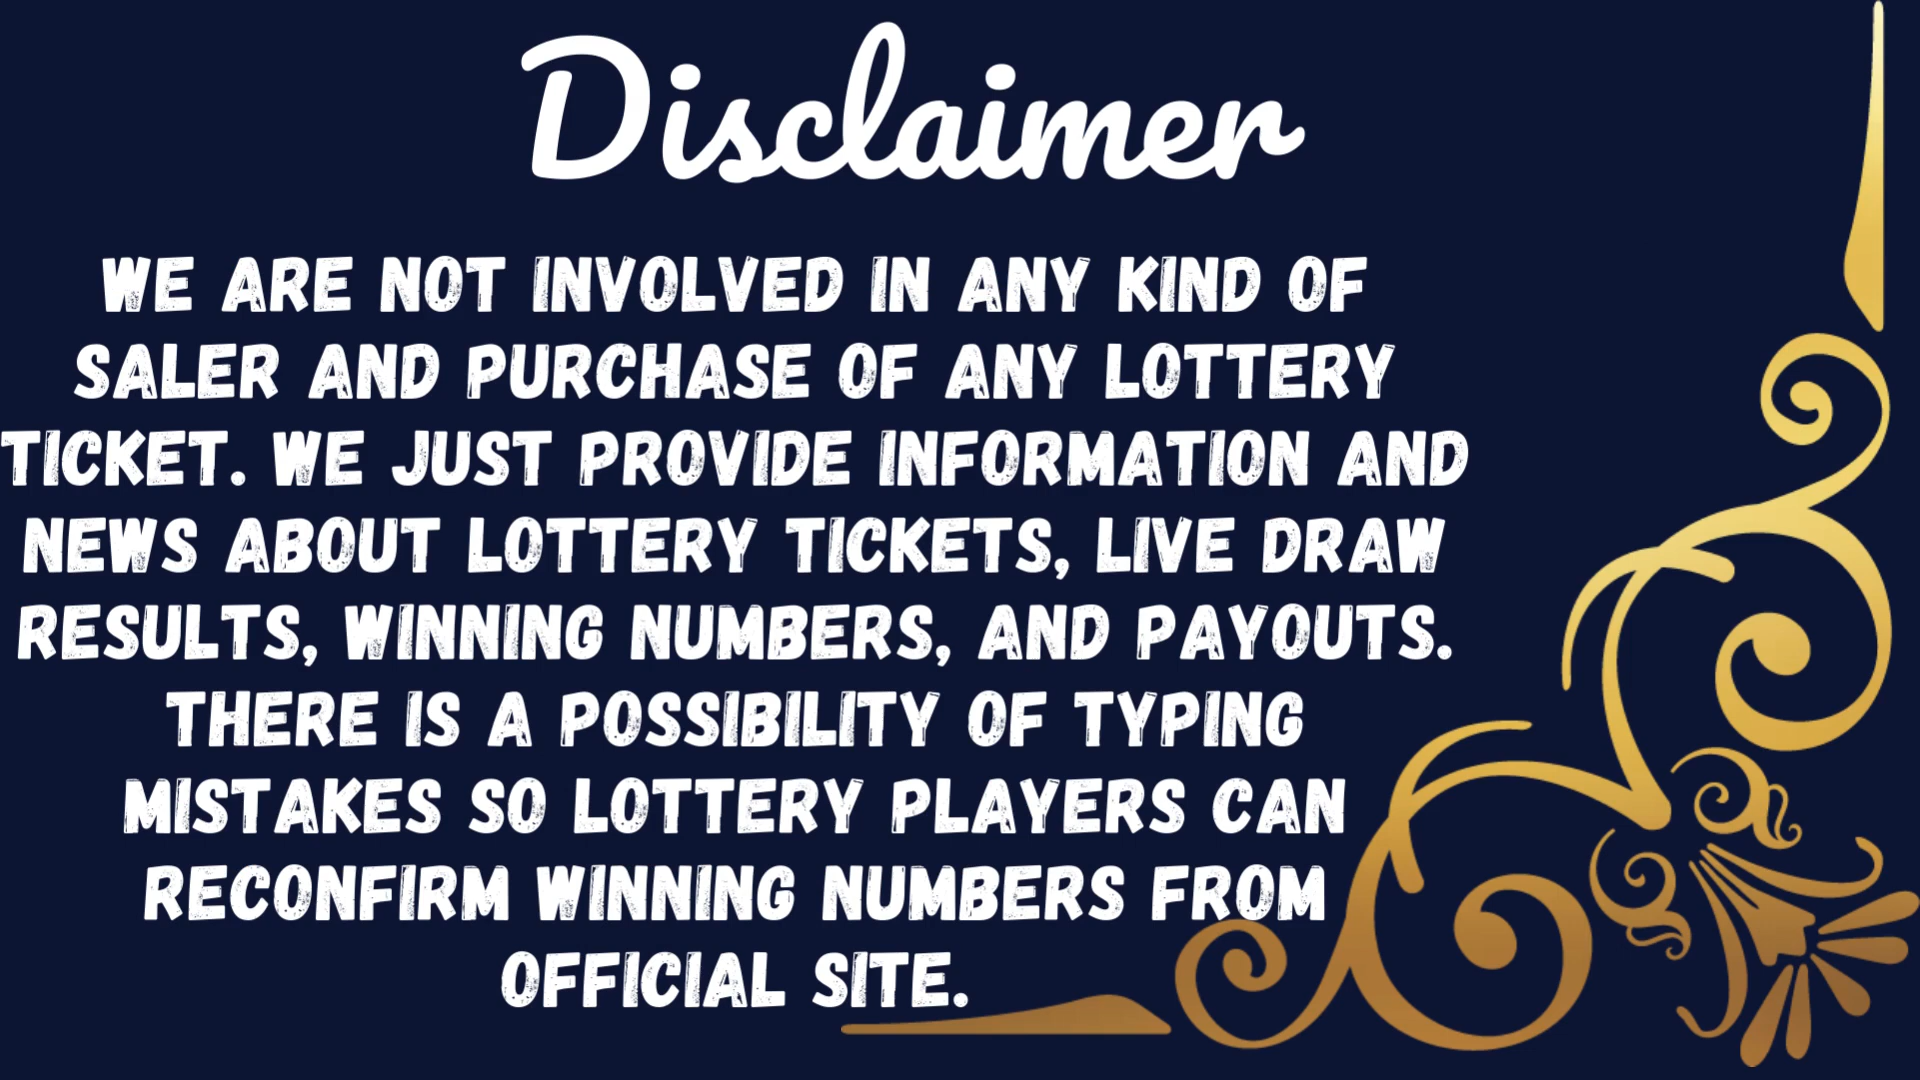 Disclaimer
WE ARE NOT INVOLVED IN ANY KIND OF
SALER AND PURCHASE OF ANY LOTTERY
TICKET. WE JUST PROVIDE INFORMATION AND
NEWS ABOUT LOTTERY TICKETS, LIVE DRAW
RESULTS, WINNING NUMBERS, AND PAYOUTS.
THERE IS A POSSIBILITY OF TYPING
MISTAKES SO LOTTERY PLAYERS CAN
RECONFIRM WINNING NUMBERS FROM
OFFICIAL SITE.